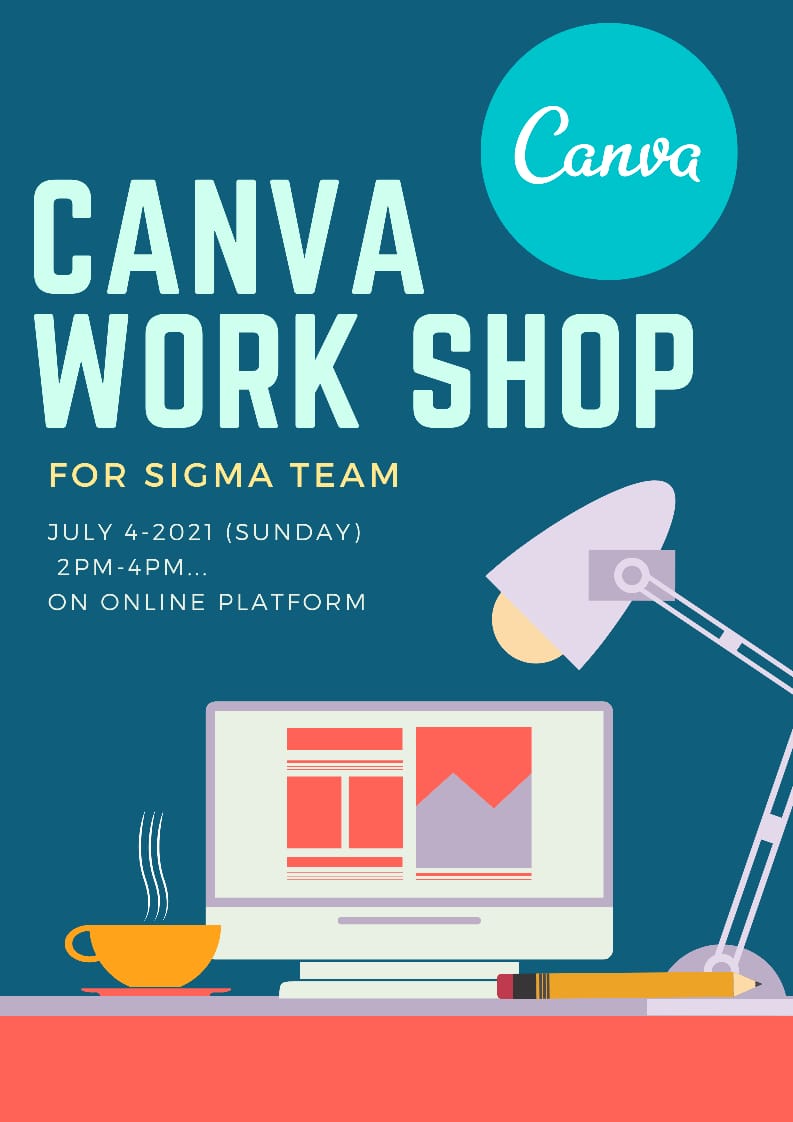 Canva
CANVA
WORK SHOP
FOR SIGMA TEAM
JULY 4-2021 (SUNDAY)
2PM-4PM...
ON ONLINE PLATFORM